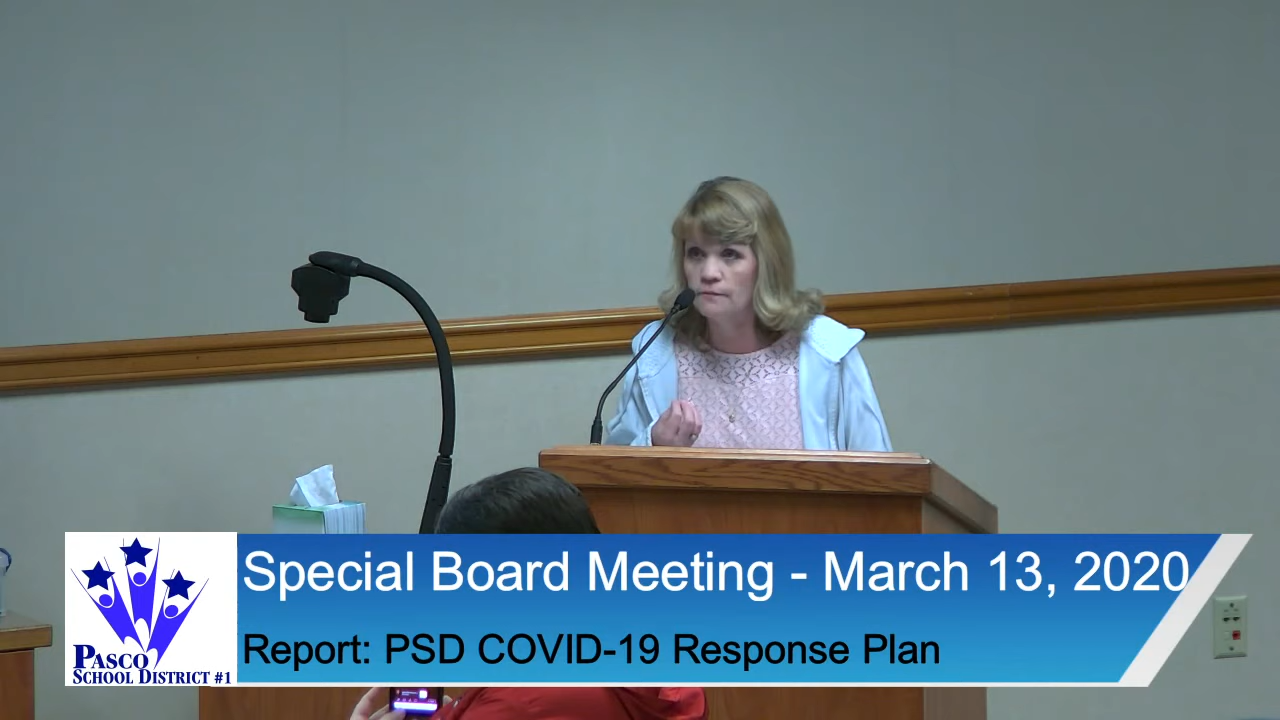 Special Board Meeting - March 13, 2020
Report: PSD COVID-19 Response Plan
PASCO
SCHOOL DISTRICT #1